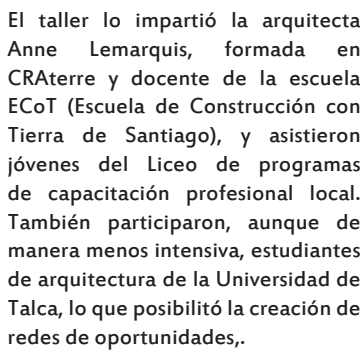 El taller lo impartió la arquitecta
Anne Lemarquis, formada en
CRAterre y docente de la escuela
ECoT (Escuela de Construcción con
Tierra de Santiago), y asistieron
jóvenes del Liceo de programas
de capacitación profesional local.
También participaron, aunque de
manera menos intensiva, estudiantes
de arquitectura de la Universidad de
Talca, lo que posibilitó la creación de
redes de oportunidades,.